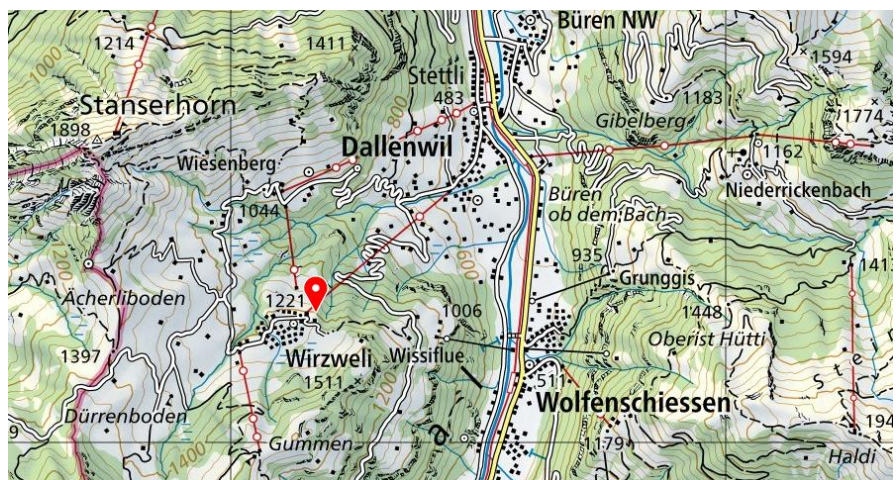 Büren NW
1214
1411
1594
Stettli
483
1000
800
1183
Stanserhorn
Gibelberg
1774
1898
Dallenwil
1162
Wiesenberg
Niederrickenbach
Büren
ob dem Bach
1044
600
935
Grunggis
1200
Ächerliboden
1221
1006
1448
Oberist Hütti
Wirzweli
Wissiflue
1397
1511
511
Dürrenboden
Wolfenschiessen
Gummen
1400
1179
Haldi